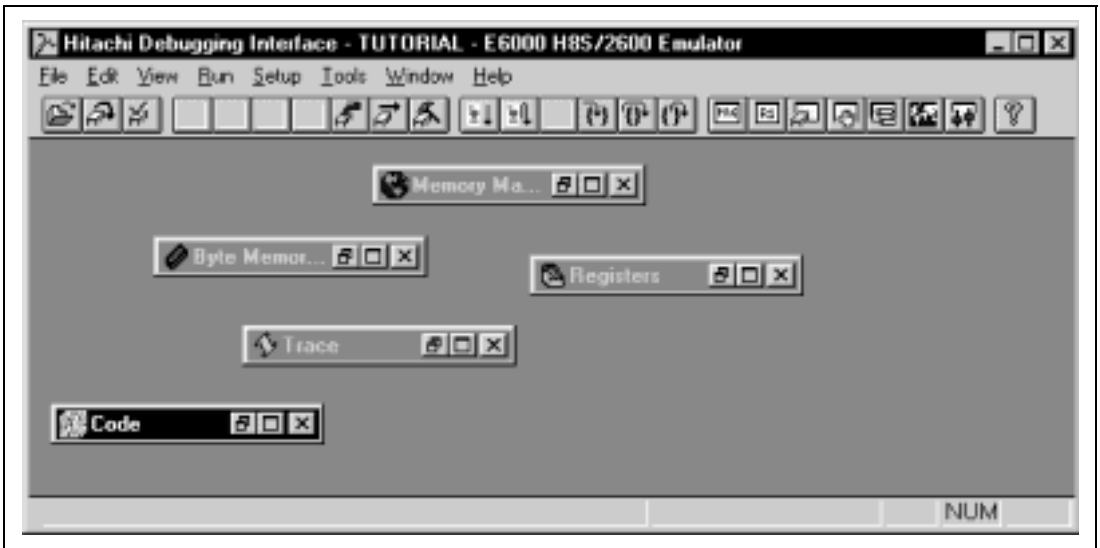 Hitachi Debugging Interface - TUTORIAL - E6000 H8S/2600 Emulator
File Edit View Run Setup Tools Window Help
Memory Ma...
Byte Memor...
Registers
Trace
Code
NUM